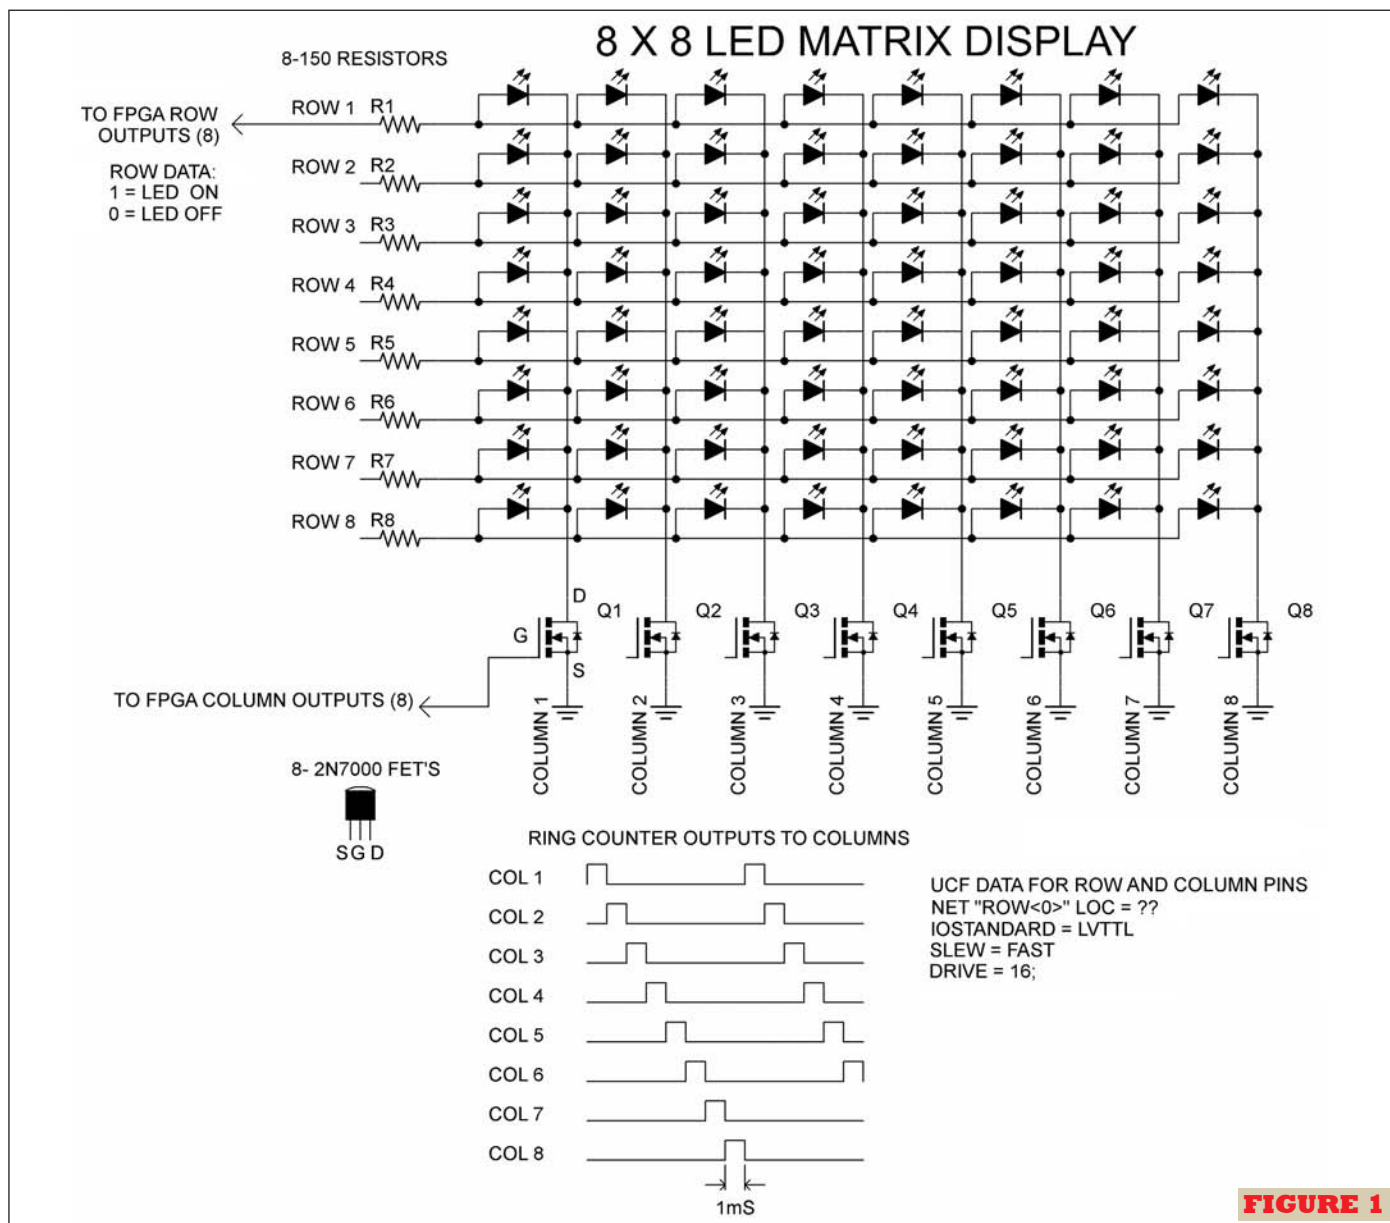 8 X 8 LED MATRIX DISPLAY
8-150 RESISTORS
TO FPGA ROW
OUTPUTS (8)
ROW DATA:
1 = LED ON
0 = LED OFF
ROW 1 R1
ROW 2 R2
ROW 3 R3
ROW 4 R4
ROW 5 R5
ROW 6 R6
ROW 7 R7
ROW 8 R8
D
G
S
Q1
Q2
Q3
Q4
Q5
Q6
Q7
Q8
TO FPGA COLUMN OUTPUTS (8)
COLUMN 1
COLUMN 2
COLUMN 3
COLUMN 4
COLUMN 5
COLUMN 6
COLUMN 7
COLUMN 8
8- 2N7000 FET'S
SGD
RING COUNTER OUTPUTS TO COLUMNS
COL 1
COL 2
COL 3
COL 4
COL 5
COL 6
COL 7
COL 8
1mS
UCF DATA FOR ROW AND COLUMN PINS
NET "ROW<0>" LOC = ??
IOSTANDARD = LVTTL
SLEW = FAST
DRIVE = 16;
FIGURE 1